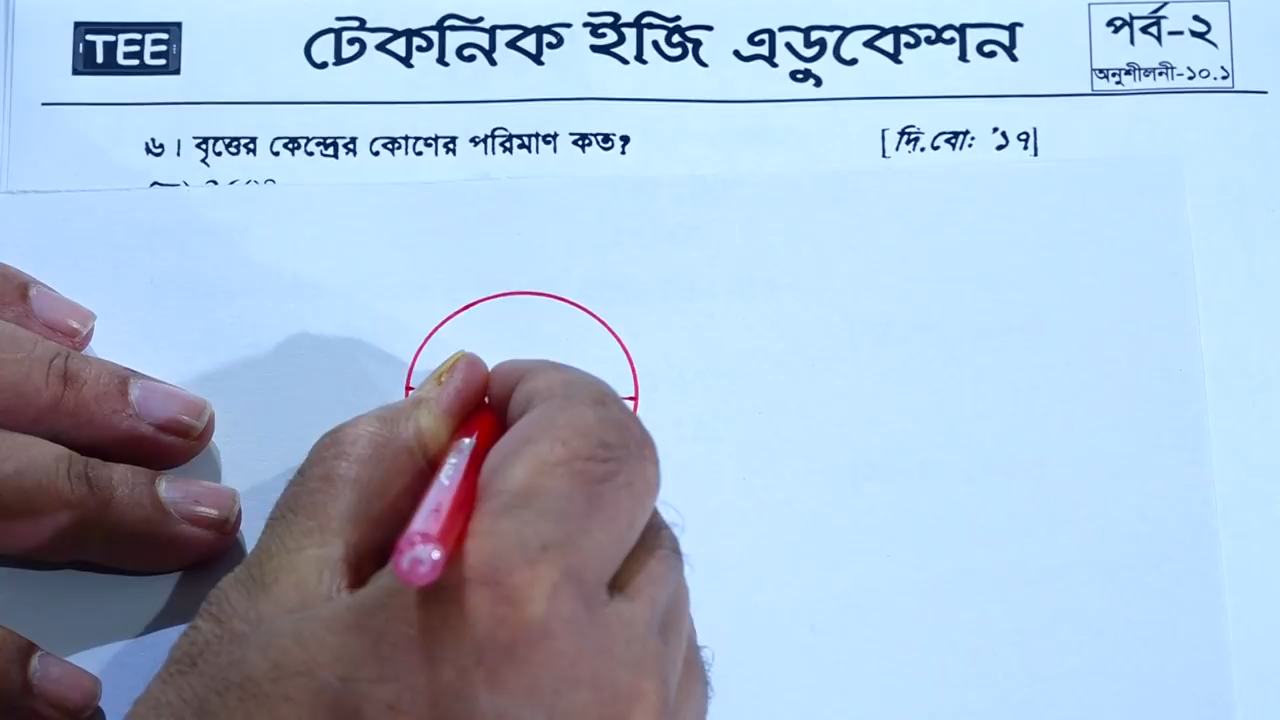 TEE টেকনিক ইজি এডুকেশন পর্ব-২
অনুশীলনী-১০.১
৬। বৃত্তের কেন্দ্রের কোণের পরিমাণ কত? [দি.বো: '১৭]